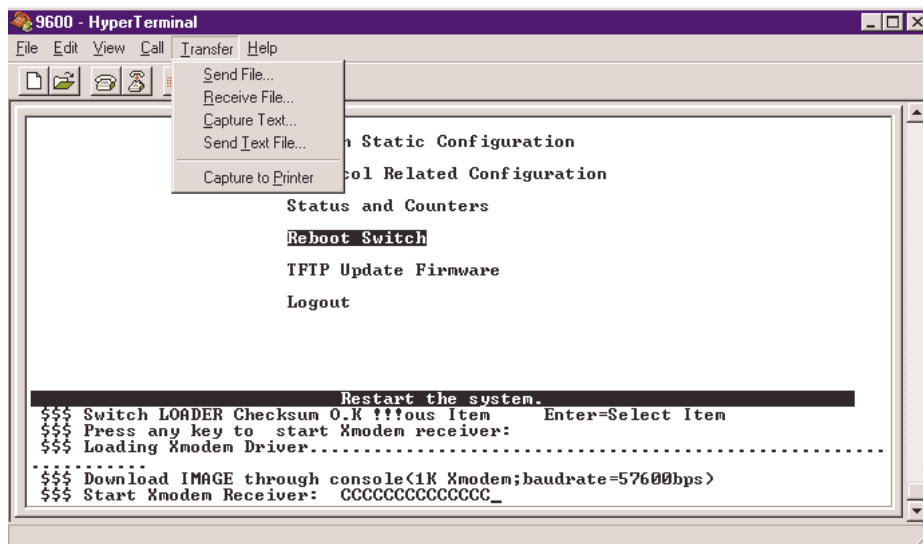 9600 - HyperTerminal
File Edit View Call Transfer Help
Send File...
Receive File...
Capture Text...
Send Text File...
Capture to Printer
Static Configuration
Related Configuration
Status and Counters
Reboot Switch
TFTP Update Firmware
Logout
Restart the system.
$$$ Switch LOADER Checksum O.K !!!ous Item Enter=Select Item
$$$ Press any key to start Xmodem receiver:
$$$ Loading Xmodem Driver................................................................
$$$ Download IMAGE through console(1K Xmodem;baudrate=57600bps)
$$$ Start Xmodem Receiver: CCCCCCCCCCCCCC_